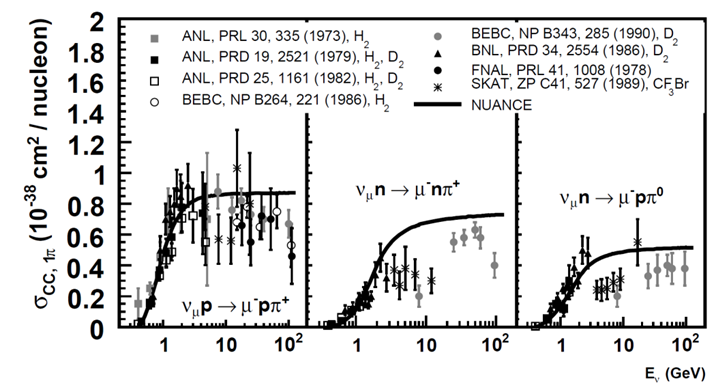 ANL, PRL 30, 335 (1973), H₂
ANL, PRD 19, 2521 (1979), H₂, D₂
ANL, PRD 25, 1161 (1982), H₂, D₂
BEBC, NP B264, 221 (1986), H₂
BEBC, NP B343, 285 (1990), D₂
BNL, PRD 34, 2554 (1986), D₂
FNAL, PRL 41, 1008 (1978)
SKAT, ZP C41, 527 (1989), CF₃Br
NUANCE
σCC, 1π (10⁻³⁸ cm² / nucleon)
2
1.8
1.6
1.4
1.2
1
0.8
0.6
0.4
0.2
0
νμp → μ⁻pπ⁺
νμn → μ⁻nπ⁺
νμn → μ⁻pπ⁰
1 10 10²
1 10 10²
1 10 10²
Eν (GeV)